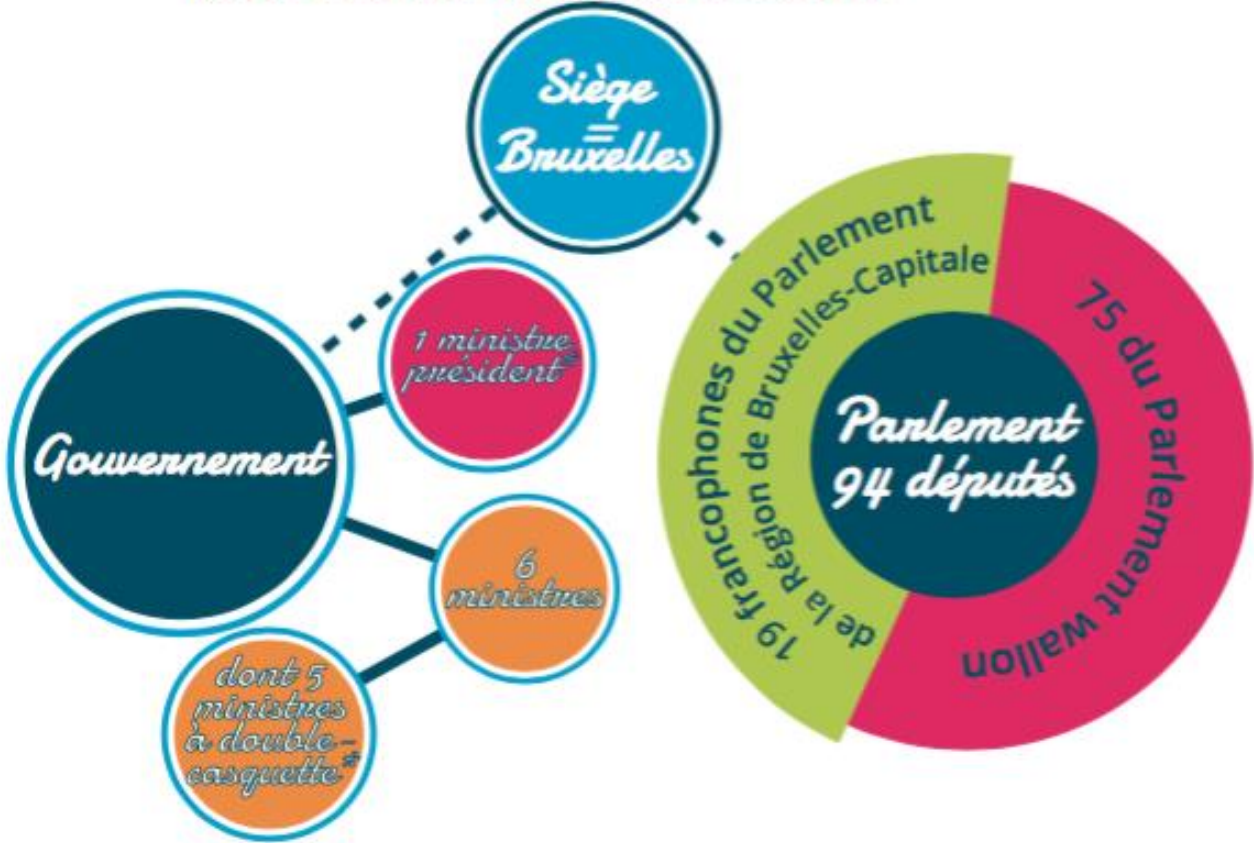 Siège
=
Bruxelles
Gouvernement
1 ministre
président*
6
ministres
dont 5
ministres
à double-
casquette*
19 francophones du Parlement
de la Région de Bruxelles-Capitale
Parlement
94 députés
75 du Parlement wallon